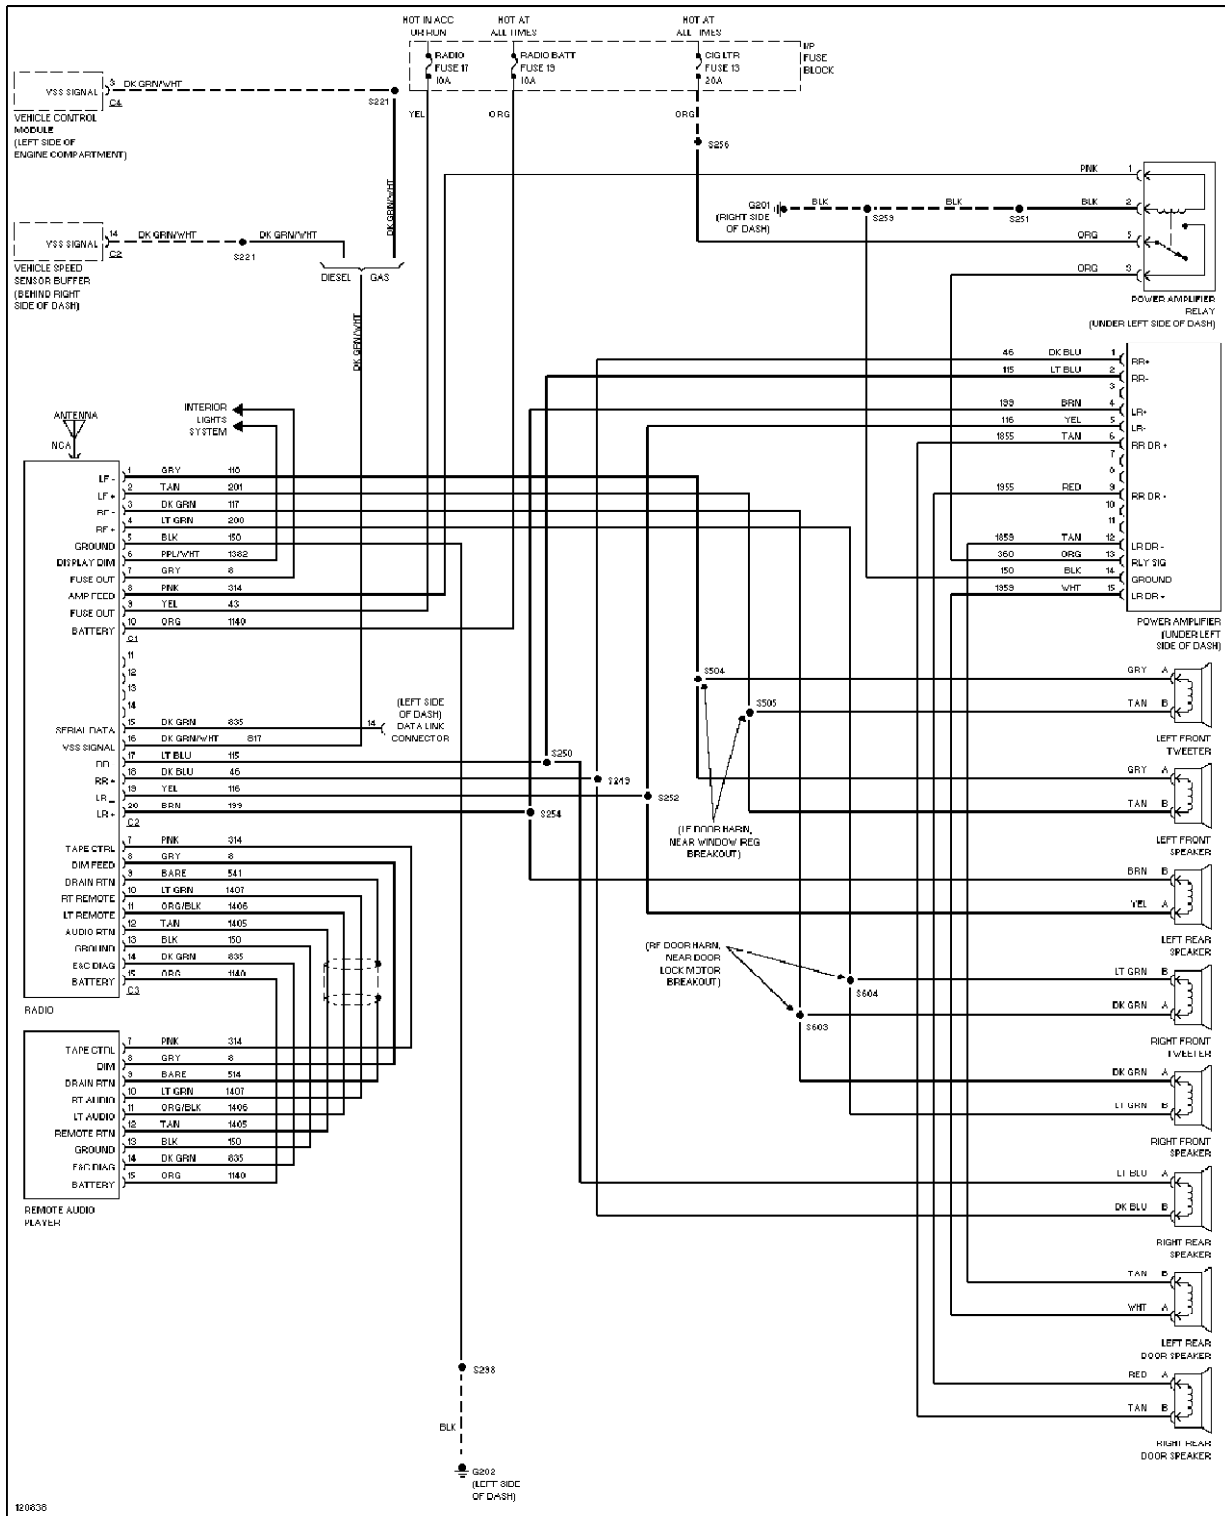 HOT IN ACC
OR RUN
HOT AT
ALL TIMES
HOT AT
ALL TIMES
RADIO
FUSE 17
10A
RADIO BATT
FUSE 19
10A
CIG LTR
FUSE 13
20A
I/P
FUSE
BLOCK
VSS SIGNAL
3
DK GRN/WHT
C4
S221
YEL
ORG
ORG
VEHICLE CONTROL
MODULE
(LEFT SIDE OF
ENGINE COMPARTMENT)
S256
DK GRN/WHT
PNK 1
G201
(RIGHT SIDE
OF DASH)
BLK
S259
BLK
S251
BLK 2
ORG 5
ORG 3
POWER AMPLIFIER
RELAY
(UNDER LEFT SIDE OF DASH)
VSS SIGNAL
14
DK GRN/WHT
C2
S221
DK GRN/WHT
VEHICLE SPEED
SENSOR BUFFER
(BEHIND RIGHT
SIDE OF DASH)
DIESEL
GAS
DK GRN/WHT
46 DK BLU 1 RR+
115 LT BLU 2 RR-
3
199 BRN 4 LR+
116 YEL 5 LR-
1855 TAN 6 RR DR +
7
8
1955 RED 9 RR DR -
10
11
1859 TAN 12 LR DR -
360 ORG 13 RLY SIG
150 BLK 14 GROUND
1959 WHT 15 LR DR +
POWER AMPLIFIER
(UNDER LEFT
SIDE OF DASH)
INTERIOR
LIGHTS
SYSTEM
ANTENNA
NCA
LF - 1 GRY 118
LF + 2 TAN 201
RF - 3 DK GRN 117
RF + 4 LT GRN 200
GROUND 5 BLK 150
DISPLAY DIM 6 PPL/WHT 1382
FUSE OUT 7 GRY 8
AMP FEED 8 PNK 314
FUSE OUT 9 YEL 43
BATTERY 10 ORG 1140
C1
11
12
13
14
SERIAL DATA 15 DK GRN 835
VSS SIGNAL 16 DK GRN/WHT 817
17 LT BLU 115
RR + 18 DK BLU 46
LR - 19 YEL 116
LR + 20 BRN 199
C2
14
(LEFT SIDE
OF DASH)
DATA LINK
CONNECTOR
S250
S249
S252
S254
TAPE CTRL 7 PNK 314
DIM FEED 8 GRY 8
DRAIN RTN 9 BARE 541
RT REMOTE 10 LT GRN 1407
LT REMOTE 11 ORG/BLK 1406
AUDIO RTN 12 TAN 1405
GROUND 13 BLK 150
E&C DIAG 14 DK GRN 835
BATTERY 15 ORG 1140
C3
RADIO
TAPE CTRL 7 PNK 314
DIM 8 GRY 8
DRAIN RTN 9 BARE 514
RT AUDIO 10 LT GRN 1407
LT AUDIO 11 ORG/BLK 1406
REMOTE RTN 12 TAN 1405
GROUND 13 BLK 150
E&C DIAG 14 DK GRN 835
BATTERY 15 ORG 1140
REMOTE AUDIO
PLAYER
S504
S505
(LF DOOR HARN,
NEAR WINDOW REG
BREAKOUT)
(RF DOOR HARN,
NEAR DOOR
LOCK MOTOR
BREAKOUT)
S604
S603
GRY A
TAN B
LEFT FRONT
TWEETER
GRY A
TAN B
LEFT FRONT
SPEAKER
BRN B
YEL A
LEFT REAR
SPEAKER
LT GRN B
DK GRN A
RIGHT FRONT
TWEETER
DK GRN A
LT GRN B
RIGHT FRONT
SPEAKER
LT BLU A
DK BLU B
RIGHT REAR
SPEAKER
TAN B
WHT A
LEFT REAR
DOOR SPEAKER
RED A
TAN B
RIGHT REAR
DOOR SPEAKER
S298
BLK
G202
(LEFT SIDE
OF DASH)
120838